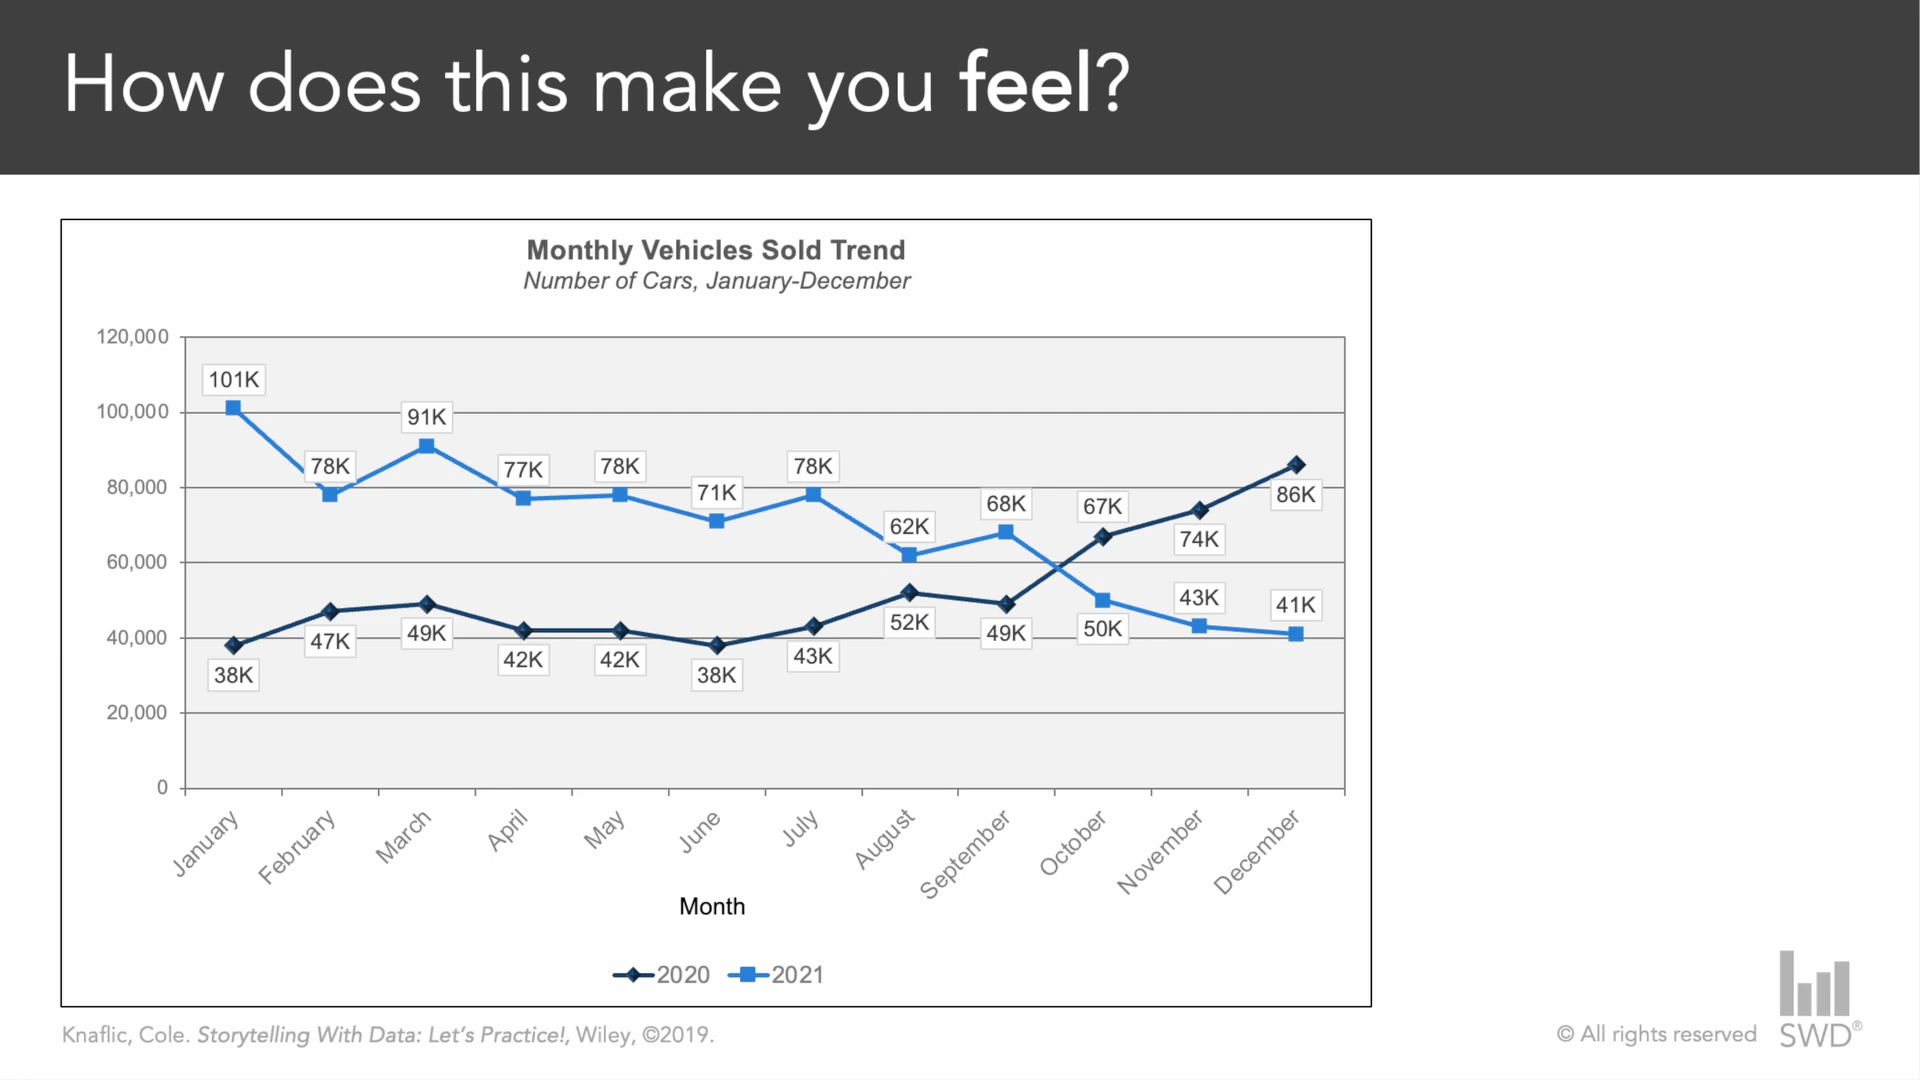 How does this make you feel?
Monthly Vehicles Sold Trend
Number of Cars, January-December
120,000
100,000
80,000
60,000
40,000
20,000
0
101K
78K
91K
77K
78K
71K
78K
62K
68K
67K
74K
86K
38K
47K
49K
42K
42K
38K
43K
52K
49K
50K
43K
41K
January
February
March
April
May
June
July
August
September
October
November
December
Month
2020
2021
Knaflic, Cole. Storytelling With Data: Let's Practice!, Wiley, ©2019.
© All rights reserved
SWD®